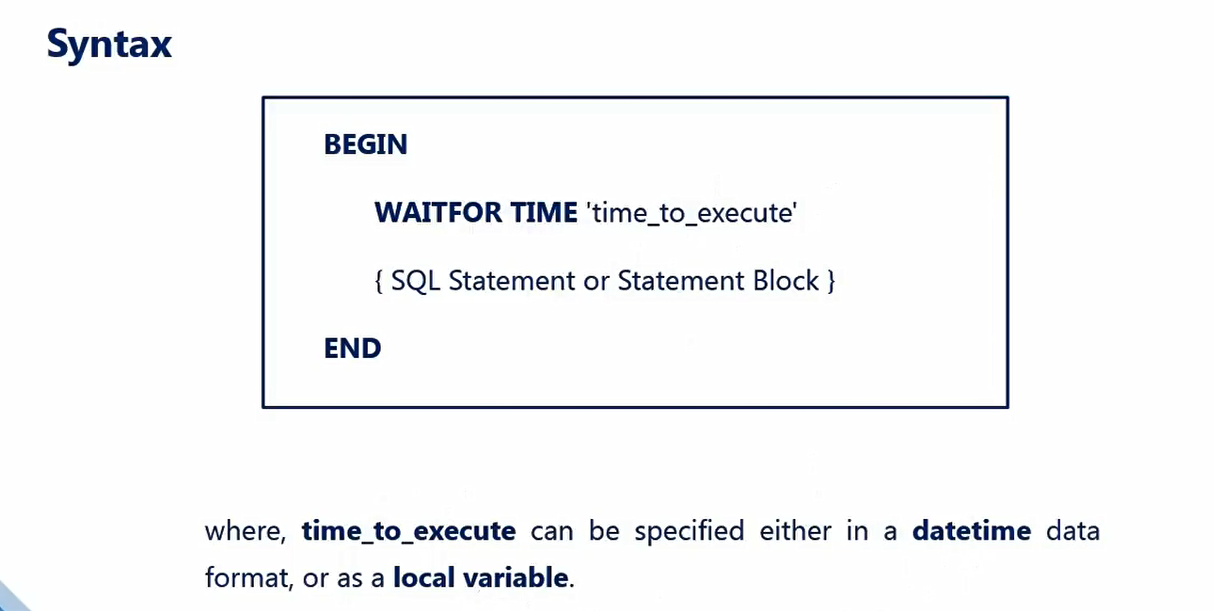 Syntax
BEGIN
WAITFOR TIME 'time_to_execute'
{ SQL Statement or Statement Block }
END
where, time_to_execute can be specified either in a datetime data
format, or as a local variable.